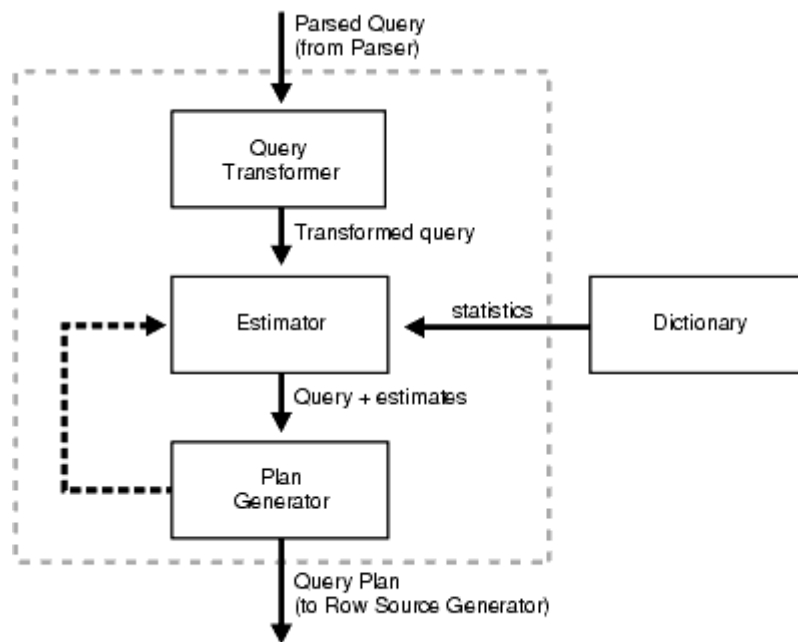 Parsed Query
(from Parser)
Query
Transformer
Transformed query
Estimator
statistics
Dictionary
Query + estimates
Plan
Generator
Query Plan
(to Row Source Generator)